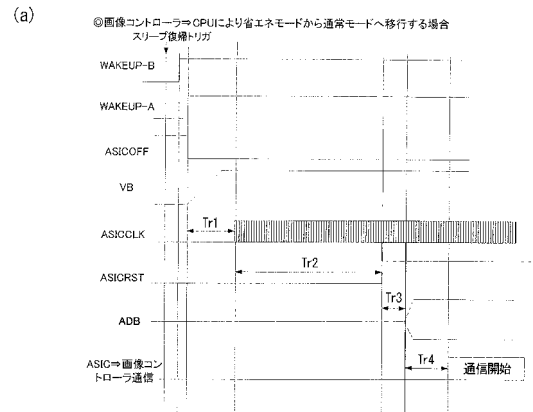 (a)
◎画像コントローラ⇒CPUにより省エネモードから通常モードへ移行する場合
スリープ復帰トリガ
WAKEUP-B
WAKEUP-A
ASICOFF
VB
Tr1
ASICCLK
Tr2
ASICRST
Tr3
ADB
Tr4
通信開始
ASIC⇒画像コン
トローラ通信